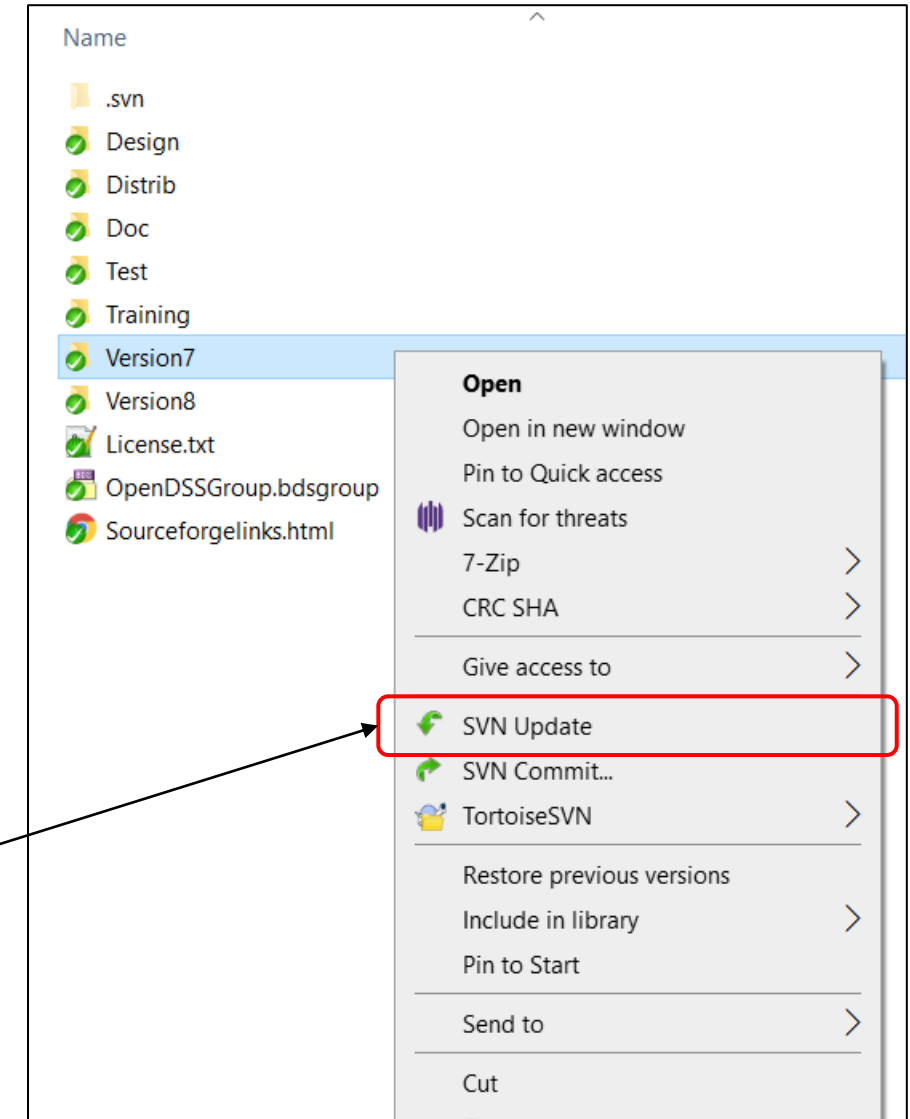 Name
.svn
Design
Distrib
Doc
Test
Training
Version7
Version8
License.txt
OpenDSSGroup.bdsgroup
Sourceforgelinks.html
Open
Open in new window
Pin to Quick access
Scan for threats
7-Zip
CRC SHA
Give access to
SVN Update
SVN Commit...
TortoiseSVN
Restore previous versions
Include in library
Pin to Start
Send to
Cut